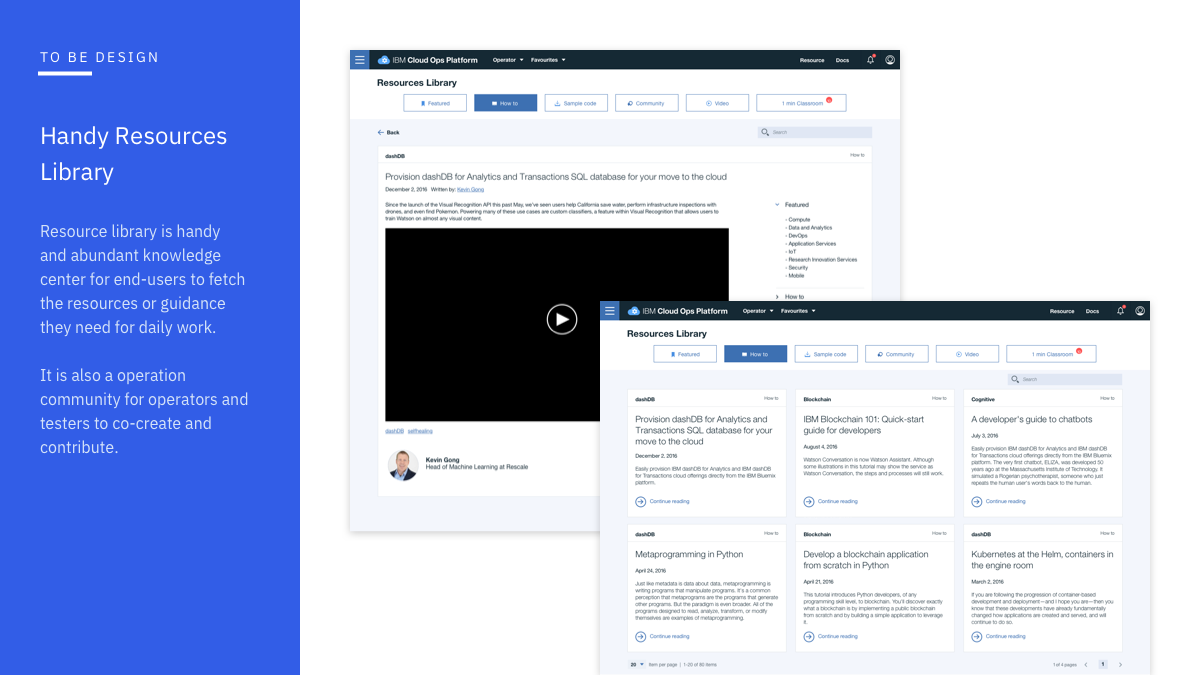 TO BE DESIGN
Handy Resources
Library
Resource library is handy
and abundant knowledge
center for end-users to fetch
the resources or guidance
they need for daily work.
It is also a operation
community for operators and
testers to co-create and
contribute.
IBM Cloud Ops Platform Operator Favourites Resource Docs
Resources Library
Featured How to Sample code Community Video 1 min Classroom
Back Search
dashDB How to
Provision dashDB for Analytics and Transactions SQL database for your move to the cloud
December 2, 2016 Written by: Kevin Gong
Since the launch of the Visual Recognition API this past May, we've seen users help California save water, perform infrastructure inspections with
drones, and even find Pokemon. Powering many of these use cases are custom classifiers, a feature within Visual Recognition that allows users to
train Watson on almost any visual content.
Featured
- Compute
- Data and Analytics
- DevOps
- Application Services
- IoT
- Research Innovation Services
- Security
- Mobile
How to
dashDB selfhealing
Kevin Gong
Head of Machine Learning at Rescale
IBM Cloud Ops Platform Operator Favourites Resource Docs
Resources Library
Featured How to Sample code Community Video 1 min Classroom
Search
dashDB How to
Provision dashDB for Analytics and
Transactions SQL database for your
move to the cloud
December 2, 2016
Easily provision IBM dashDB for Analytics and IBM dashDB
for Transactions cloud offerings directly from the IBM Bluemix
platform.
Continue reading
Blockchain How to
IBM Blockchain 101: Quick-start
guide for developers
August 4, 2016
Watson Conversation is now Watson Assistant. Although
some illustrations in this tutorial may show the service as
Watson Conversation, the steps and processes will still work.
Continue reading
Cognitive How to
A developer's guide to chatbots
July 3, 2016
Easily provision IBM dashDB for Analytics and IBM dashDB
for Transactions cloud offerings directly from the IBM Bluemix
platform. The very first chatbot, ELIZA, was developed 50
years ago at the Massachusetts Institute of Technology. It
simulated a Rogerian psychotherapist, someone who just
repeats the human user's words back to the human.
Continue reading
dashDB How to
Metaprogramming in Python
April 24, 2016
Just like metadata is data about data, metaprogramming is
writing programs that manipulate programs. It's a common
perception that metaprograms are the programs that generate
other programs. But the paradigm is even broader. All of the
programs designed to read, analyze, transform, or modify
themselves are examples of metaprogramming.
Continue reading
Blockchain How to
Develop a blockchain application
from scratch in Python
April 21, 2016
This tutorial introduces Python developers, of any
programming skill level, to blockchain. You'll discover exactly
what a blockchain is by implementing a public blockchain
from scratch and by building a simple application to leverage
it.
Continue reading
dashDB How to
Kubernetes at the Helm, containers in
the engine room
March 2, 2016
If you are following the progression of container-based
development and deployment—and I hope you are—then you
know that these developments have already fundamentally
changed how applications are created and served, and will
continue to do so.
Continue reading
20 item per page | 1-20 of 80 items 1 of 4 pages 1